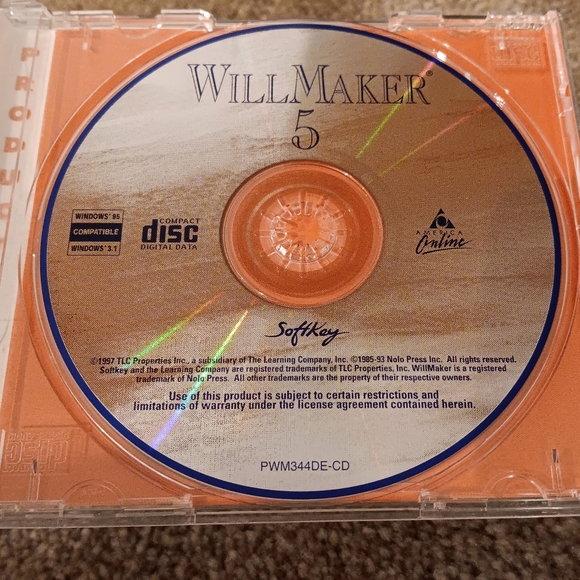 WILLMAKER®
5
WINDOWS® 95
COMPATIBLE
WINDOWS® 3.1
COMPACT
disc
DIGITAL DATA
AMERICA
Online
SoftKey
©1997 TLC Properties Inc., a subsidiary of The Learning Company, Inc. ©1985-93 Nolo Press Inc. All rights reserved.
Softkey and the Learning Company are registered trademarks of TLC Properties, Inc. WillMaker is a registered
trademark of Nolo Press. All other trademarks are the property of their respective owners.
Use of this product is subject to certain restrictions and
limitations of warranty under the license agreement contained herein.
PWM344DE-CD